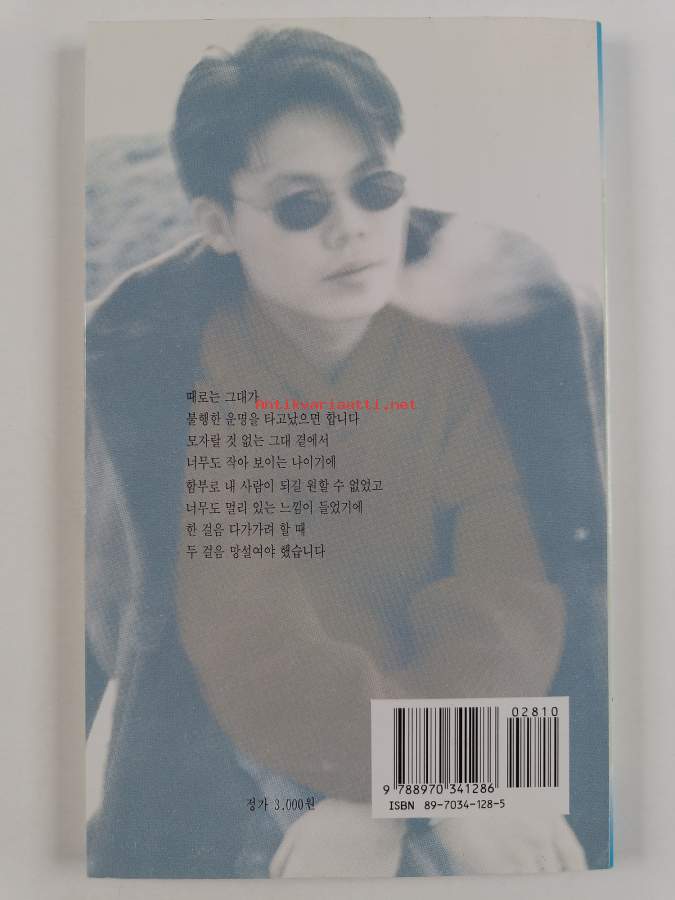 때로는 그대가
antikvariaatti.net
불행한 운명을 타고났으면 합니다
모자랄 것 없는 그대 곁에서
너무도 작아 보이는 나이기에
함부로 내 사람이 되길 원할 수 없었고
너무도 멀리 있는 느낌이 들었기에
한 걸음 다가가려 할 때
두 걸음 망설여야 했습니다
02810
9 788970 341286
ISBN 89-7034-128-5
정가 3,000원